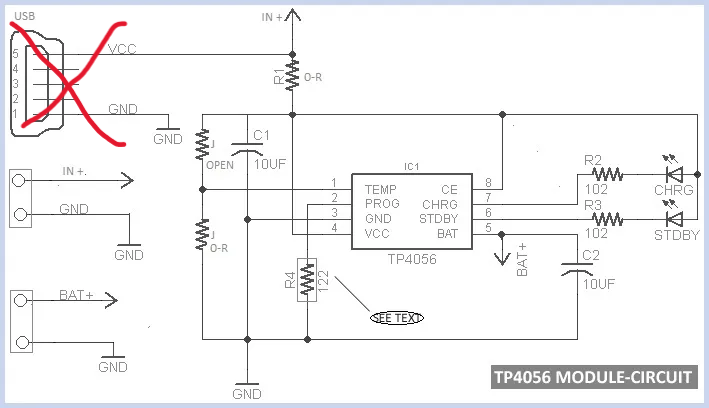 USB
IN +
5
VCC
4
3
2
1
GND
GND
R1
O-R
J
OPEN
C1
10UF
IC1
1
TEMP
CE
8
2
PROG
CHRG
7
3
GND
STDBY
6
4
VCC
BAT
5
TP4056
R2
102
CHRG
R3
102
STDBY
IN +.
GND
GND
J
O-R
R4
122
BAT+
C2
10UF
SEE TEXT
BAT+
GND
GND
TP4056 MODULE-CIRCUIT